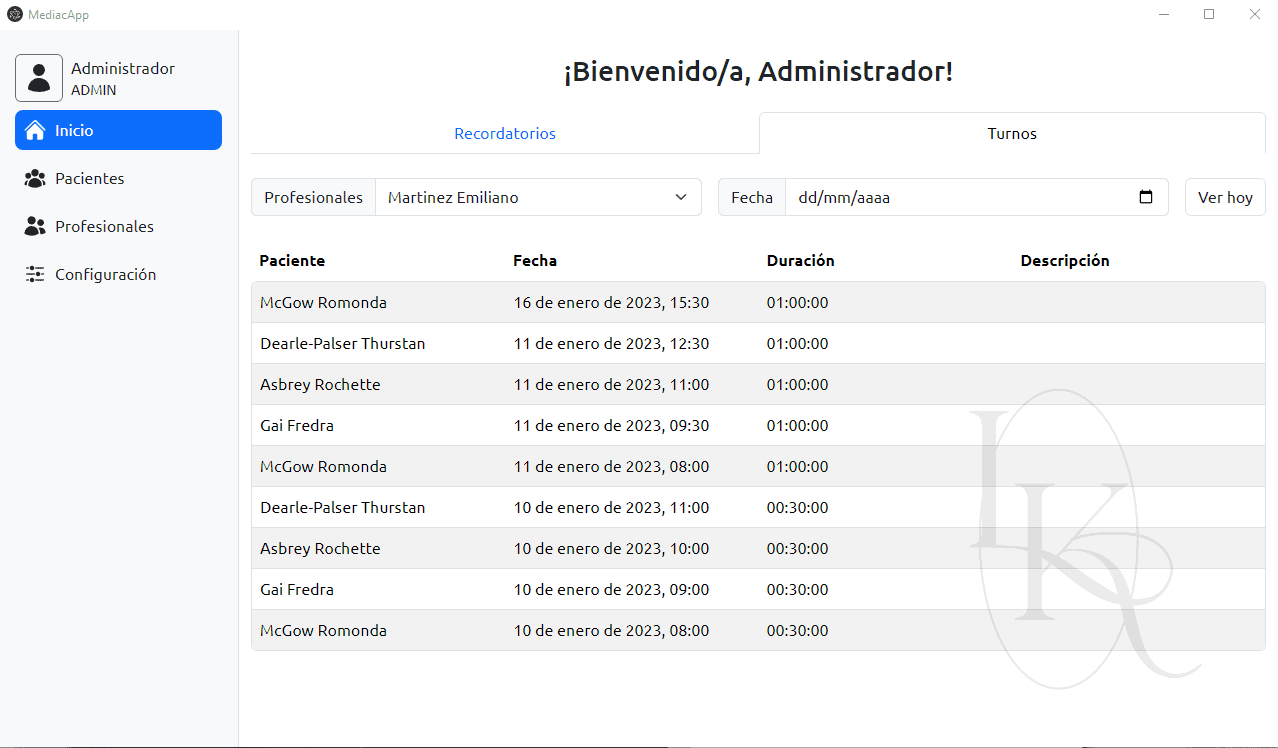 MediacApp
Administrador
ADMIN
Inicio
Pacientes
Profesionales
Configuración
¡Bienvenido/a, Administrador!
Recordatorios Turnos
Profesionales Martinez Emiliano Fecha dd/mm/aaaa Ver hoy
Paciente Fecha Duración Descripción
McGow Romonda 16 de enero de 2023, 15:30 01:00:00
Dearle-Palser Thurstan 11 de enero de 2023, 12:30 01:00:00
Asbrey Rochette 11 de enero de 2023, 11:00 01:00:00
Gai Fredra 11 de enero de 2023, 09:30 01:00:00
McGow Romonda 11 de enero de 2023, 08:00 01:00:00
Dearle-Palser Thurstan 10 de enero de 2023, 11:00 00:30:00
Asbrey Rochette 10 de enero de 2023, 10:00 00:30:00
Gai Fredra 10 de enero de 2023, 09:00 00:30:00
McGow Romonda 10 de enero de 2023, 08:00 00:30:00